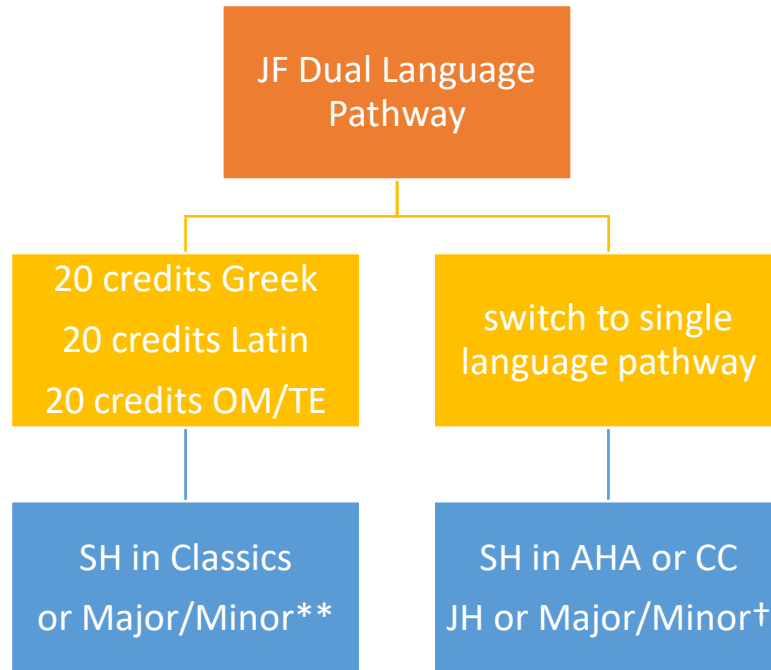 JF Dual Language
Pathway
20 credits Greek
20 credits Latin
20 credits OM/TE
switch to single
language pathway
SH in Classics
or Major/Minor**
SH in AHA or CC
JH or Major/Minor†